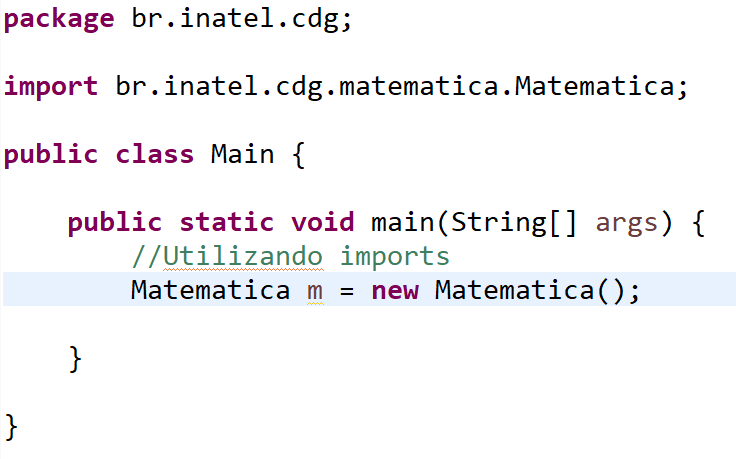 package br.inatel.cdg;
import br.inatel.cdg.matematica.Matematica;
public class Main {
public static void main(String[] args) {
//Utilizando imports
Matematica m = new Matematica();
}
}